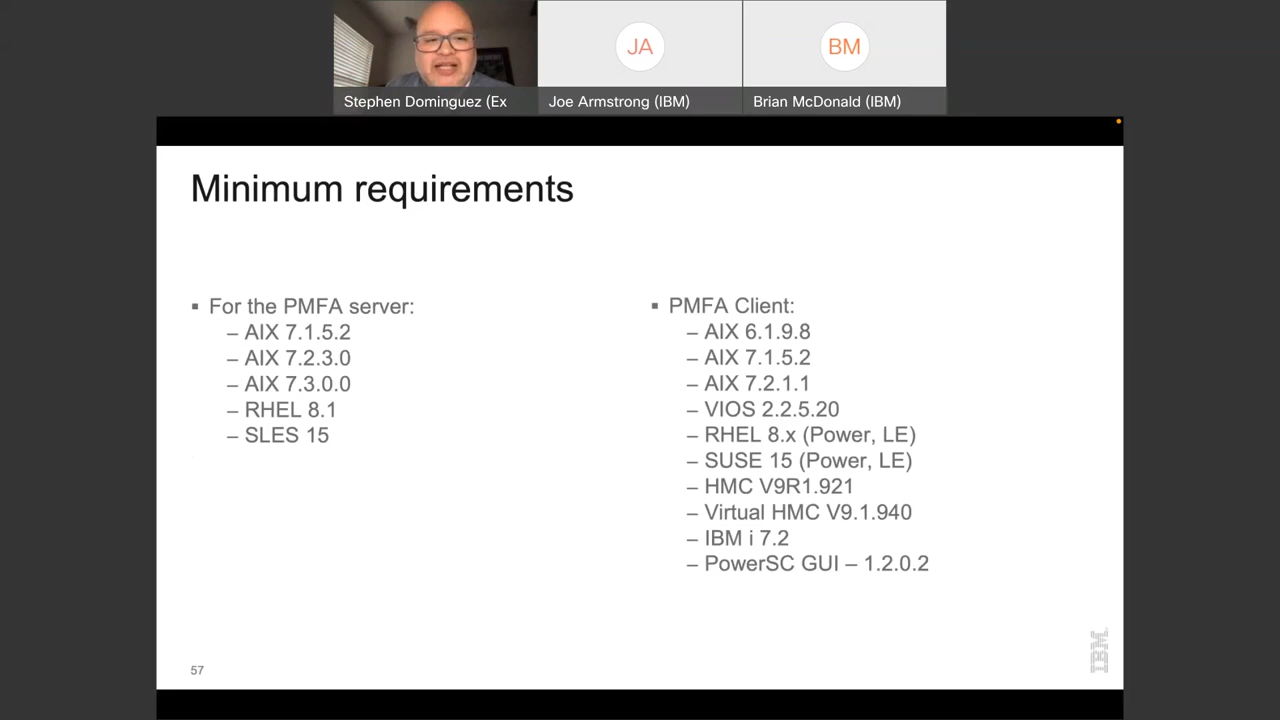 JA
BM
Stephen Dominguez (Ex
Joe Armstrong (IBM)
Brian McDonald (IBM)
Minimum requirements
▪ For the PMFA server:
– AIX 7.1.5.2
– AIX 7.2.3.0
– AIX 7.3.0.0
– RHEL 8.1
– SLES 15
▪ PMFA Client:
– AIX 6.1.9.8
– AIX 7.1.5.2
– AIX 7.2.1.1
– VIOS 2.2.5.20
– RHEL 8.x (Power, LE)
– SUSE 15 (Power, LE)
– HMC V9R1.921
– Virtual HMC V9.1.940
– IBM i 7.2
– PowerSC GUI – 1.2.0.2
57
IBM